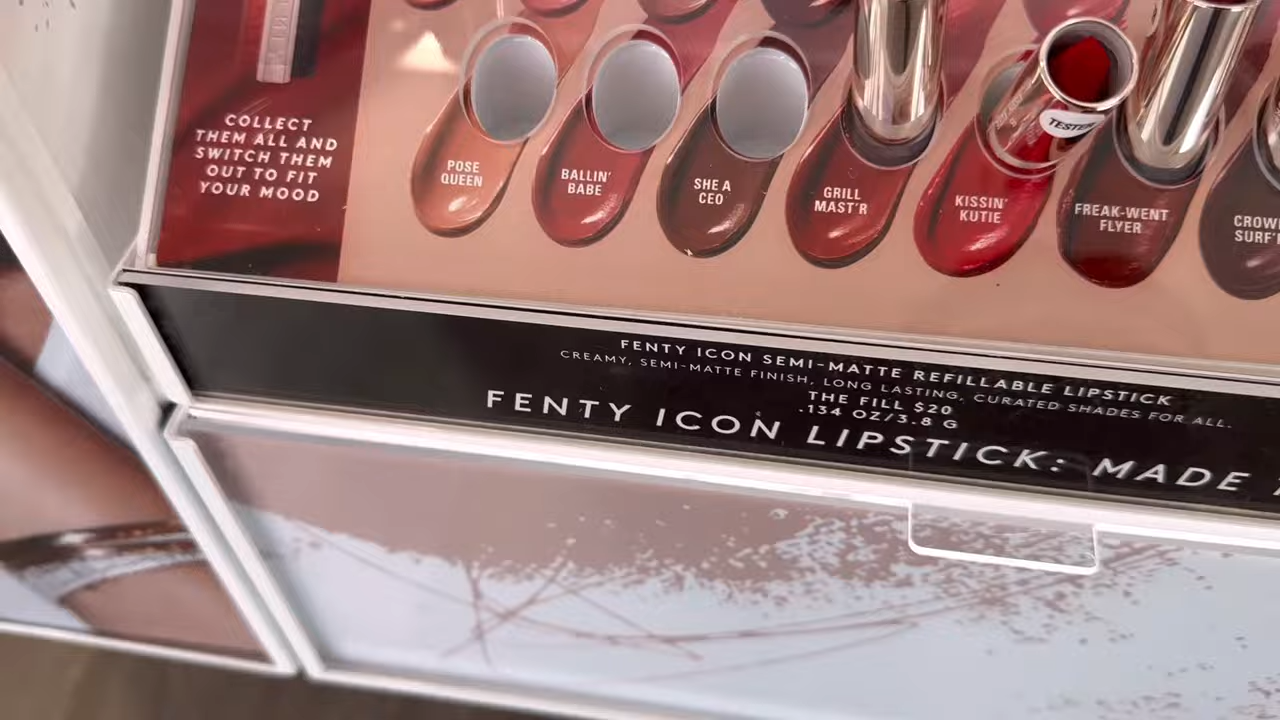 COLLECT
THEM ALL AND
SWITCH THEM
OUT TO FIT
YOUR MOOD
POSE
QUEEN
BALLIN'
BABE
SHE A
CEO
GRILL
MAST'R
KISSIN'
KUTIE
FREAK-WENT
FLYER
TESTER
FENTY ICON SEMI-MATTE REFILLABLE LIPSTICK
CREAMY, SEMI-MATTE FINISH, LONG LASTING, CURATED SHADES FOR ALL.
THE FILL $20
.134 OZ/3.8 G
FENTY ICON LIPSTICK: MADE